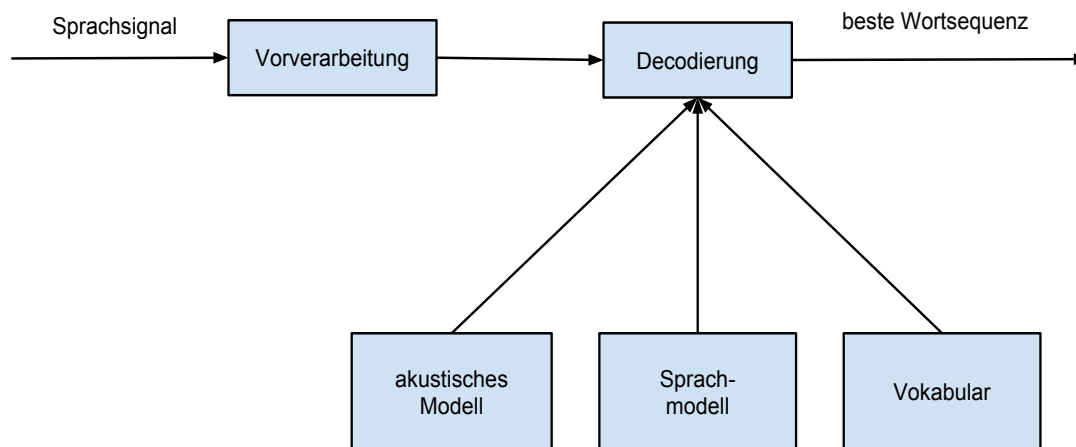 Sprachsignal
beste Wortsequenz
Vorverarbeitung
Decodierung
akustisches
Modell
Sprach-
modell
Vokabular